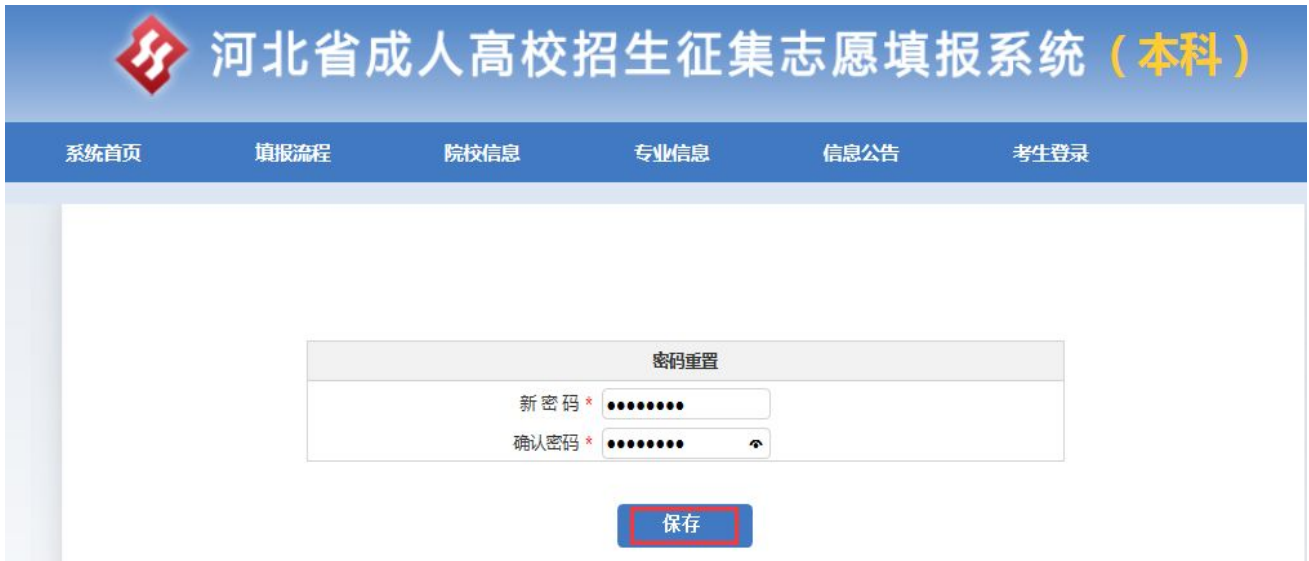 河北省成人高校招生征集志愿填报系统（本科）
系统首页 填报流程 院校信息 专业信息 信息公告 考生登录
密码重置
新 密 码 * ●●●●●●●●
确认密码 * ●●●●●●●●
保存